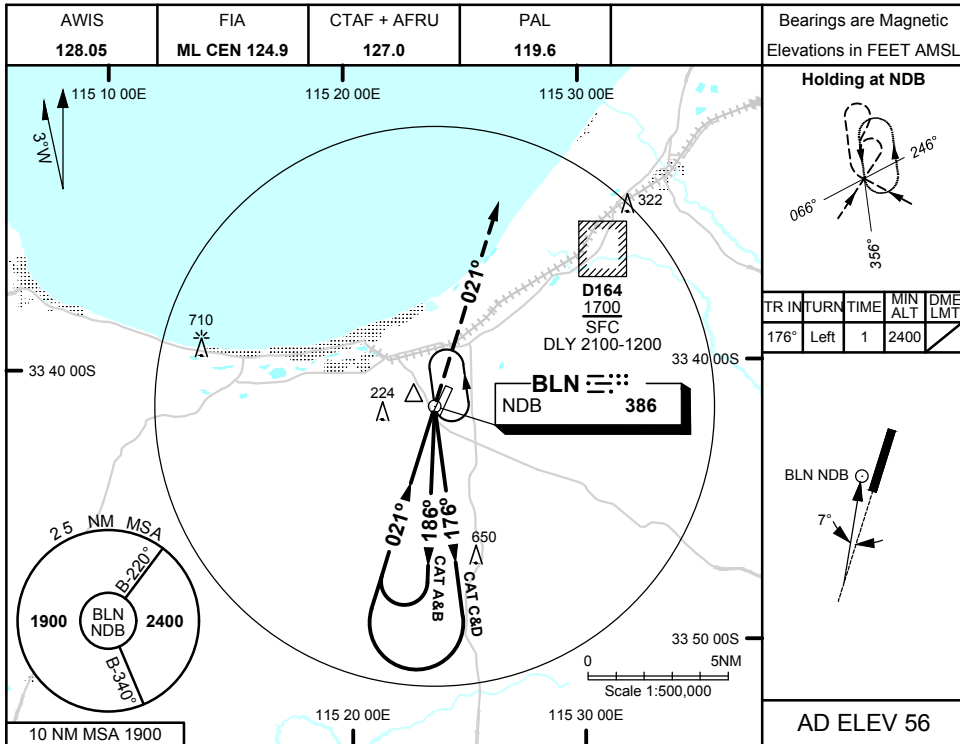 AWIS
128.05
FIA
ML CEN 124.9
CTAF + AFRU
127.0
PAL
119.6
Bearings are Magnetic
Elevations in FEET AMSL
115 10 00E
115 20 00E
115 30 00E
3°W
Holding at NDB
246°
066°
356°
TR IN TURN TIME MIN ALT DME LMT
176° Left 1 2400
322
D164
1700
SFC
DLY 2100-1200
021°
710
33 40 00S
33 40 00S
224
BLN
NDB 386
BLN NDB
7°
021°
186°
176°
CAT A&B
CAT C&D
650
25 NM MSA
B-220°
1900
BLN
NDB
2400
B-340°
33 50 00S
0 5NM
Scale 1:500,000
115 20 00E
115 30 00E
10 NM MSA 1900
AD ELEV 56